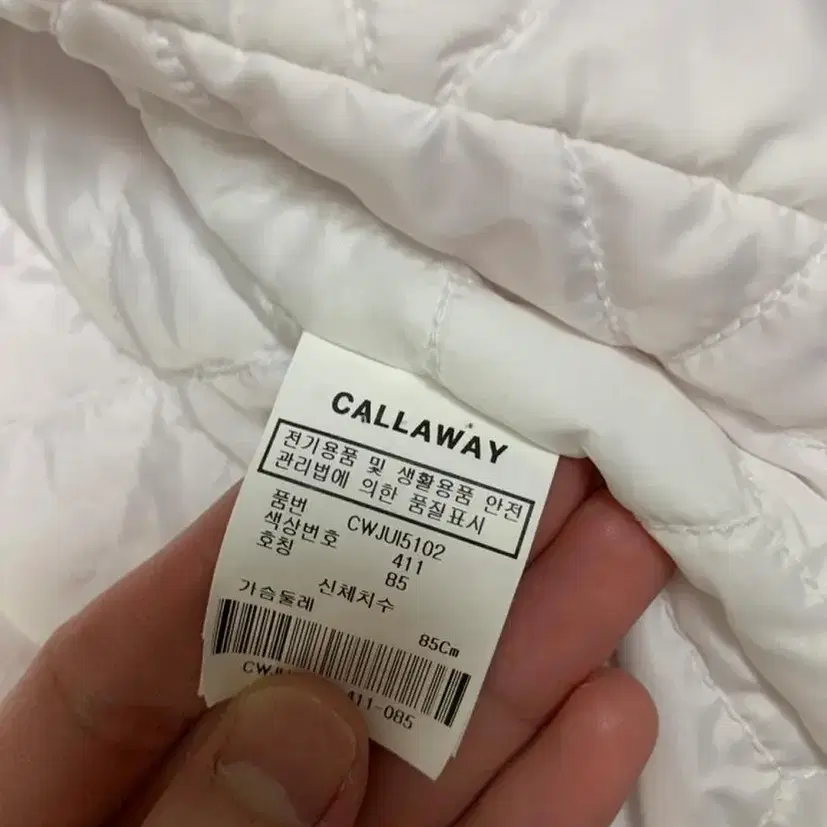 CALLAWAY
전기용품 및 생활용품 안전
관리법에 의한 품질표시
품번 CWJUI5102
색상번호 411
호칭 85
신체치수
가슴둘레 85Cm
411-085